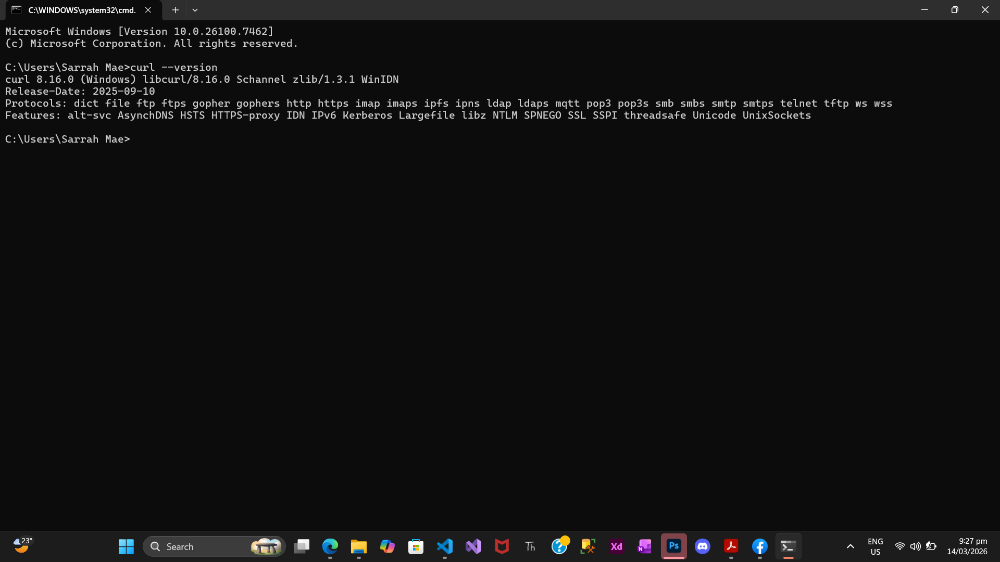 C:\WINDOWS\system32\cmd.
Microsoft Windows [Version 10.0.26100.7462]
(c) Microsoft Corporation. All rights reserved.
C:\Users\Sarrah Mae>curl --version
curl 8.16.0 (Windows) libcurl/8.16.0 Schannel zlib/1.3.1 WinIDN
Release-Date: 2025-09-10
Protocols: dict file ftp ftps gopher gophers http https imap imaps ipfs ipns ldap ldaps mqtt pop3 pop3s smb smbs smtp smtps telnet tftp ws wss
Features: alt-svc AsynchDNS HSTS HTTPS-proxy IDN IPv6 Kerberos Largefile libz NTLM SPNEGO SSL SSPI threadsafe Unicode UnixSockets
C:\Users\Sarrah Mae>
23°
Search
Th
?
Xd
N
Ps
ENG
US
9:27 pm
14/03/2026